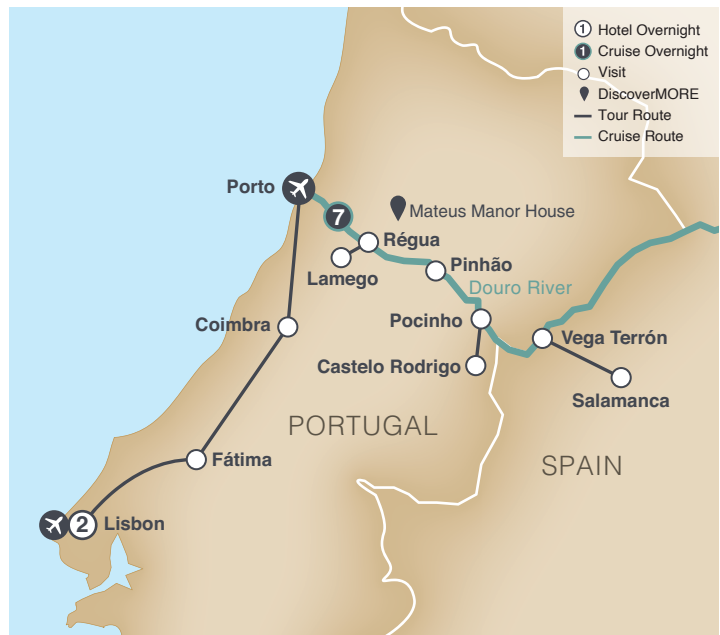 1 Hotel Overnight
1 Cruise Overnight
Visit
DiscoverMORE
Tour Route
Cruise Route
Porto
7
Mateus Manor House
Régua
Lamego
Pinhão
Douro River
Coimbra
Pocinho
Vega Terrón
Castelo Rodrigo
Salamanca
PORTUGAL
Fátima
SPAIN
2 Lisbon